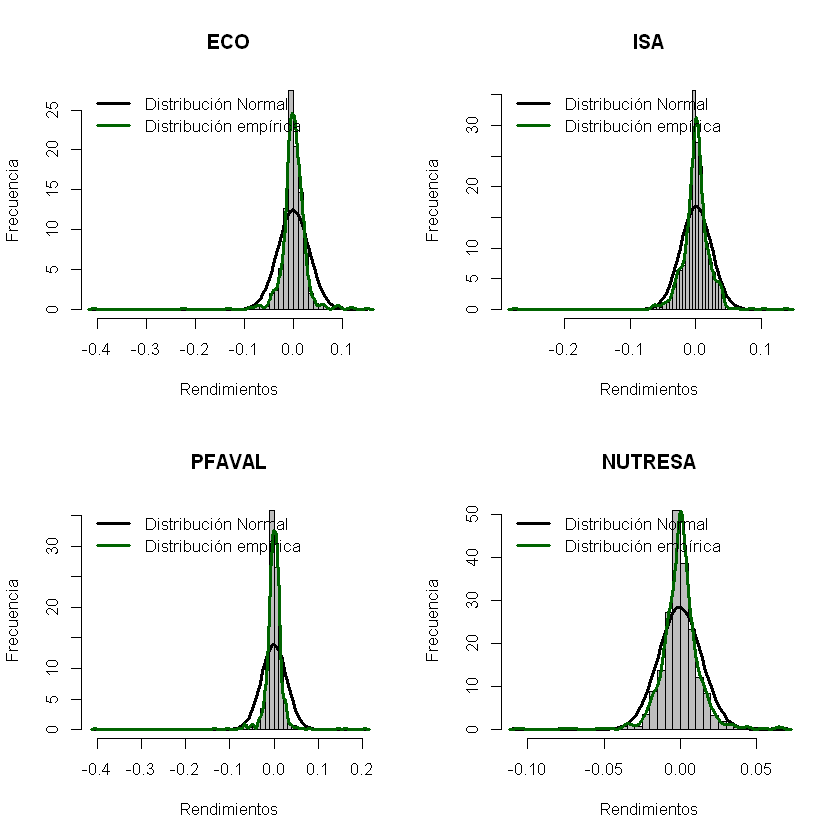 ECO
Distribución Normal
Distribución empírica
Frecuencia
25
20
15
10
5
0
-0.4 -0.3 -0.2 -0.1 0.0 0.1
Rendimientos
ISA
Distribución Normal
Distribución empírica
Frecuencia
30
20
10
5
0
-0.2 -0.1 0.0 0.1
Rendimientos
PFAVAL
Distribución Normal
Distribución empírica
Frecuencia
30
20
10
5
0
-0.4 -0.3 -0.2 -0.1 0.0 0.1 0.2
Rendimientos
NUTRESA
Distribución Normal
Distribución empírica
Frecuencia
50
40
30
20
10
0
-0.10 -0.05 0.00 0.05
Rendimientos